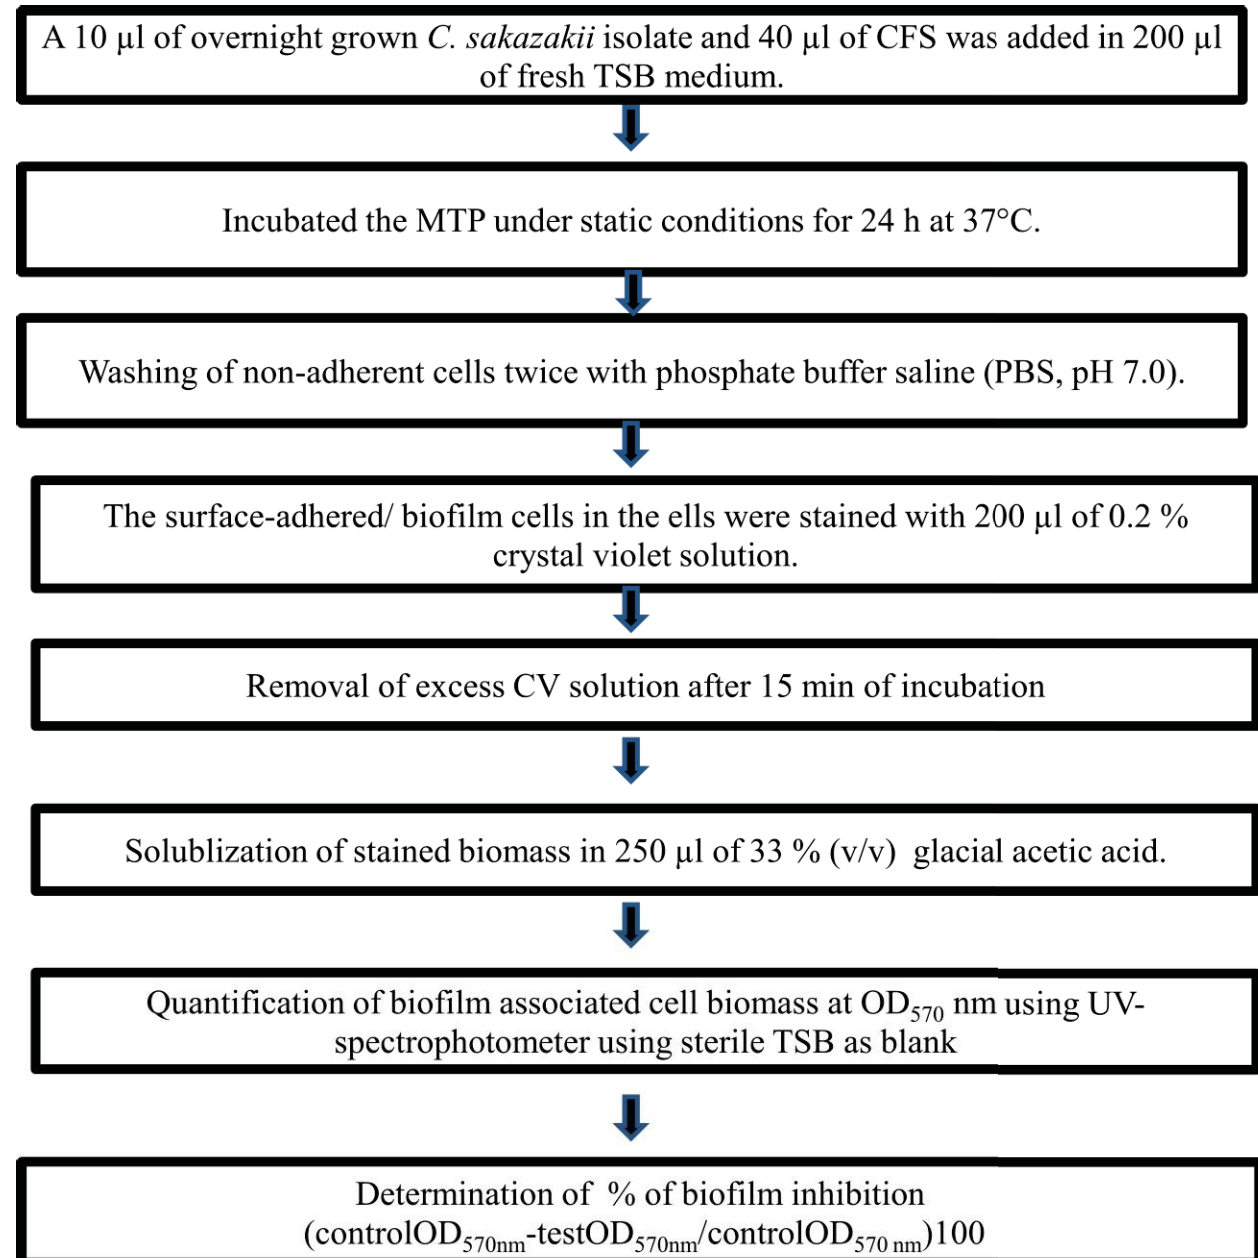 A 10 µl of overnight grown C. sakazakii isolate and 40 µl of CFS was added in 200 µl
of fresh TSB medium.
Incubated the MTP under static conditions for 24 h at 37°C.
Washing of non-adherent cells twice with phosphate buffer saline (PBS, pH 7.0).
The surface-adhered/ biofilm cells in the ells were stained with 200 µl of 0.2 %
crystal violet solution.
Removal of excess CV solution after 15 min of incubation
Solublization of stained biomass in 250 µl of 33 % (v/v) glacial acetic acid.
Quantification of biofilm associated cell biomass at OD570 nm using UV-
spectrophotometer using sterile TSB as blank
Determination of % of biofilm inhibition
(controlOD570nm-testOD570nm/controlOD570 nm)100